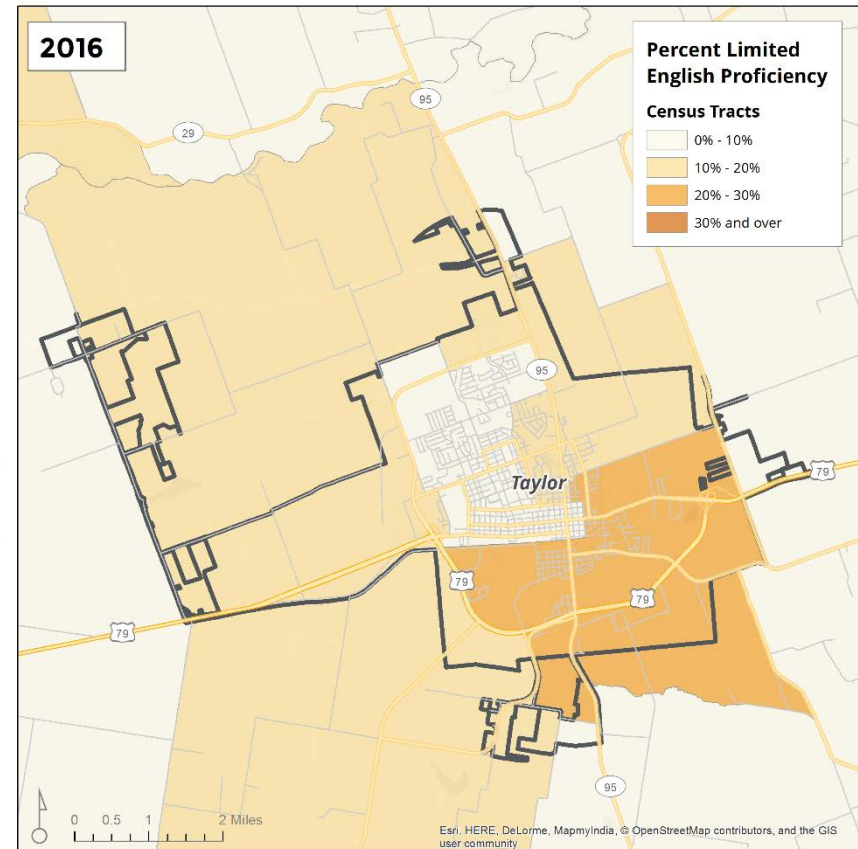 2016
Percent Limited
English Proficiency
Census Tracts
0% - 10%
10% - 20%
20% - 30%
30% and over
95
29
95
Taylor
79
79
79
79
95
0 0.5 1 2 Miles
Esri, HERE, DeLorme, MapmyIndia, © OpenStreetMap contributors, and the GIS
user community